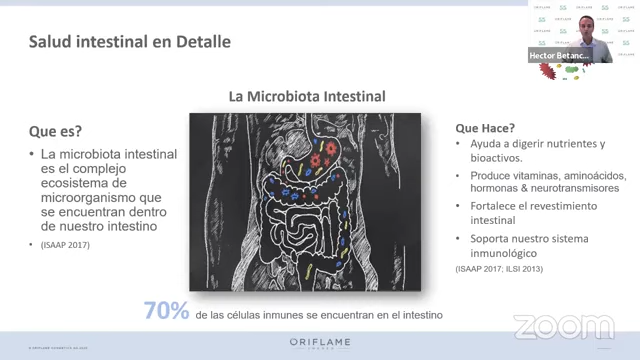 Salud intestinal en Detalle
Hector Betanc...
La Microbiota Intestinal
Que es?
• La microbiota intestinal
es el complejo
ecosistema de
microorganismo que
se encuentran dentro
de nuestro intestino
• (ISAAP 2017)
Que Hace?
• Ayuda a digerir nutrientes y
bioactivos.
• Produce vitaminas, aminoácidos,
hormonas & neurotransmisores
• Fortalece el revestimiento
intestinal
• Soporta nuestro sistema
inmunológico
(ISAAP 2017; ILSI 2013)
70% de las células inmunes se encuentran en el intestino
ORIFLAME
SWEDEN
zoom